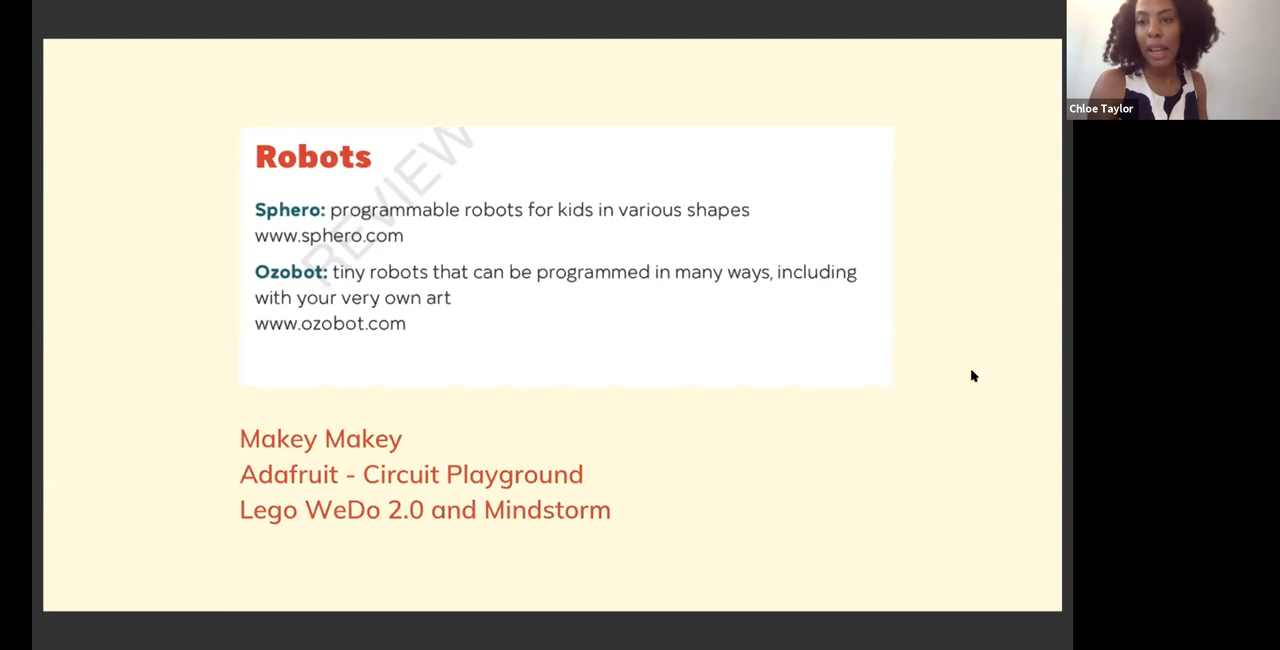 Chloe Taylor
Robots
REVIEW
Sphero: programmable robots for kids in various shapes
www.sphero.com
Ozobot: tiny robots that can be programmed in many ways, including
with your very own art
www.ozobot.com
Makey Makey
Adafruit - Circuit Playground
Lego WeDo 2.0 and Mindstorm